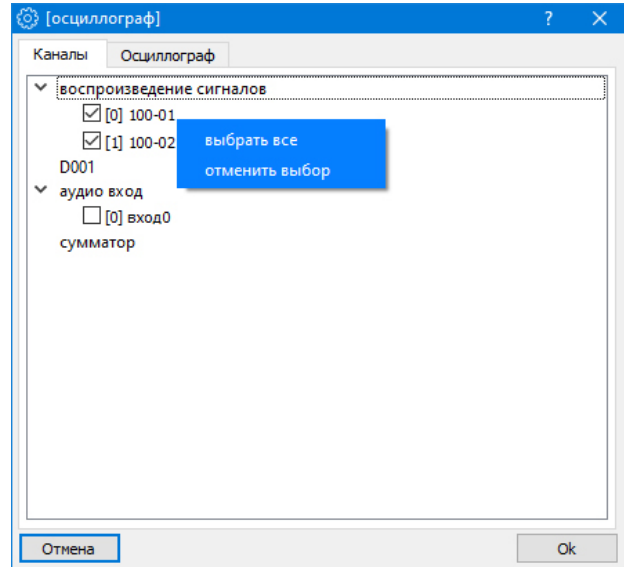 [осциллограф] ?
Каналы Осциллограф
воспроизведение сигналов
[0] 100-01
[1] 100-02
выбрать все
отменить выбор
D001
аудио вход
[0] вход0
сумматор
Отмена Ok